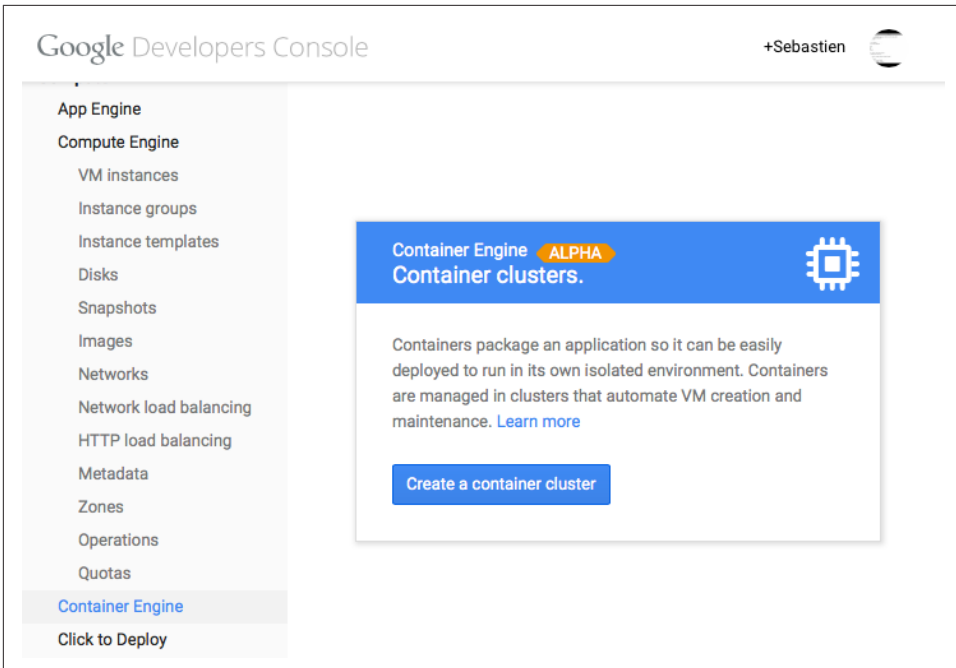 Google Developers Console
+Sebastien
App Engine
Compute Engine
VM instances
Instance groups
Instance templates
Disks
Snapshots
Images
Networks
Network load balancing
HTTP load balancing
Metadata
Zones
Operations
Quotas
Container Engine
Click to Deploy
Container Engine ALPHA
Container clusters.
Containers package an application so it can be easily
deployed to run in its own isolated environment. Containers
are managed in clusters that automate VM creation and
maintenance. Learn more
Create a container cluster